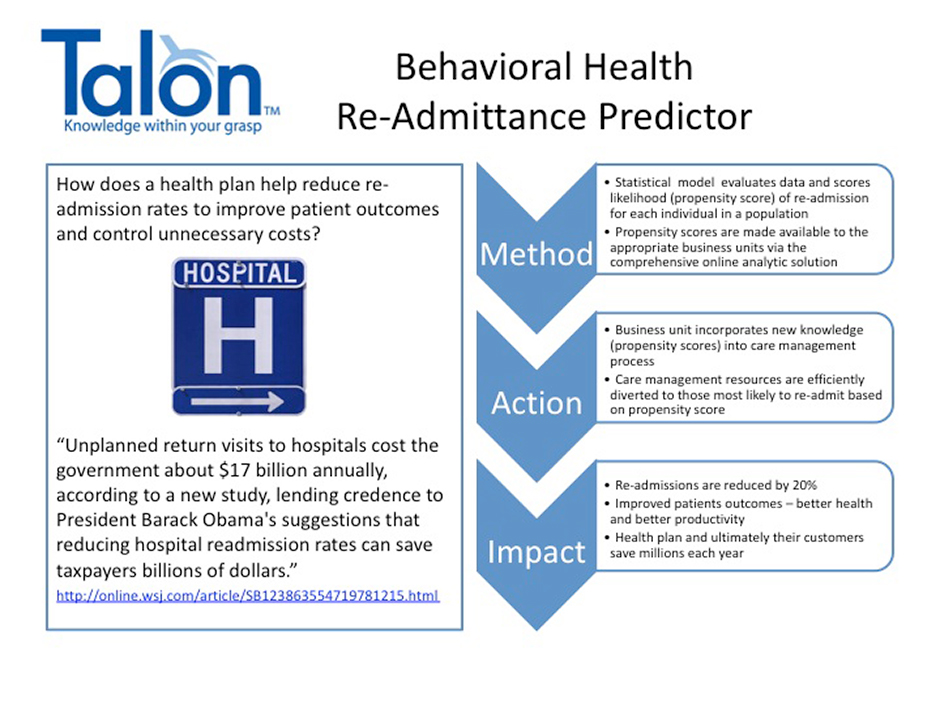 Talon™
Knowledge within your grasp
Behavioral Health
Re-Admittance Predictor
How does a health plan help reduce re-
admission rates to improve patient outcomes
and control unnecessary costs?
HOSPITAL
H
“Unplanned return visits to hospitals cost the
government about $17 billion annually,
according to a new study, lending credence to
President Barack Obama's suggestions that
reducing hospital readmission rates can save
taxpayers billions of dollars.”
http://online.wsj.com/article/SB123863554719781215.html
Method
• Statistical model evaluates data and scores
likelihood (propensity score) of re-admission
for each individual in a population
• Propensity scores are made available to the
appropriate business units via the
comprehensive online analytic solution
Action
• Business unit incorporates new knowledge
(propensity scores) into care management
process
• Care management resources are efficiently
diverted to those most likely to re-admit based
on propensity score
Impact
• Re-admissions are reduced by 20%
• Improved patients outcomes – better health
and better productivity
• Health plan and ultimately their customers
save millions each year